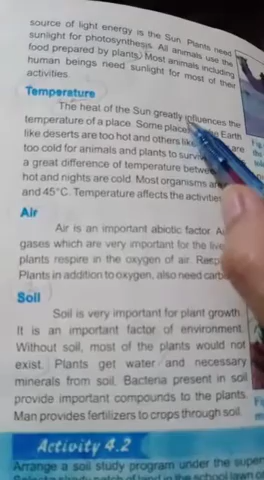 source of light energy is the Sun. Plants need
sunlight for photosynthesis. All animals use the
food prepared by plants. Most animals including
human beings need sunlight for most of their
activities.
Temperature
The heat of the Sun greatly influences the
temperature of a place. Some places Earth
like deserts are too hot and others are
too cold for animals and plants to
a great difference of temperature
hot and nights are cold. Most organisms
and 45°C. Temperature affects the activities
Air
Air is an important abiotic factor.
gases which are very important for the
plants respire in the oxygen of air.
Plants in addition to oxygen, also need
Soil
Soil is very important for plant growth.
It is an important factor of environment.
Without soil, most of the plants would not
exist. Plants get water and necessary
minerals from soil. Bacteria present in soil
provide important compounds to the plants.
Man provides fertilizers to crops through soil.
Activity 4.2
Arrange a soil study program under the